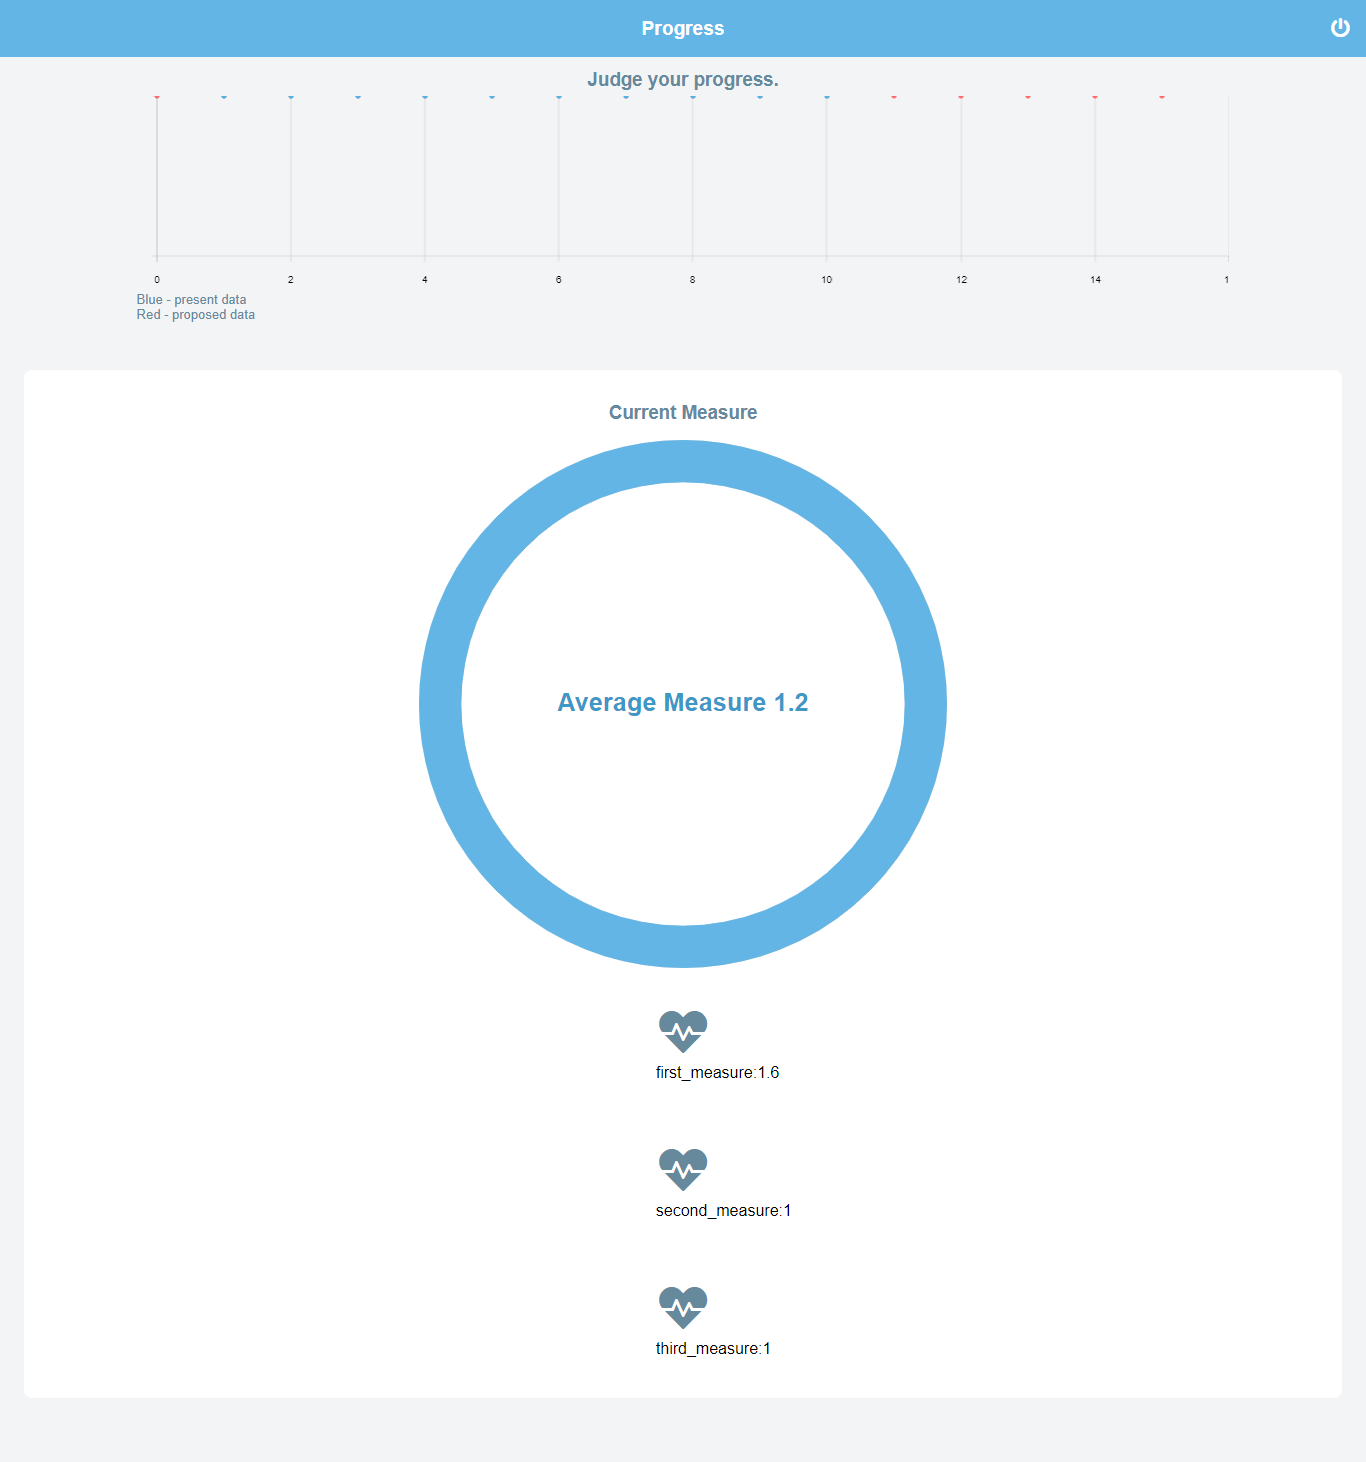 Progress
Judge your progress.
0 2 4 6 8 10 12 14 1
Blue - present data
Red - proposed data
Current Measure
Average Measure 1.2
first_measure:1.6
second_measure:1
third_measure:1